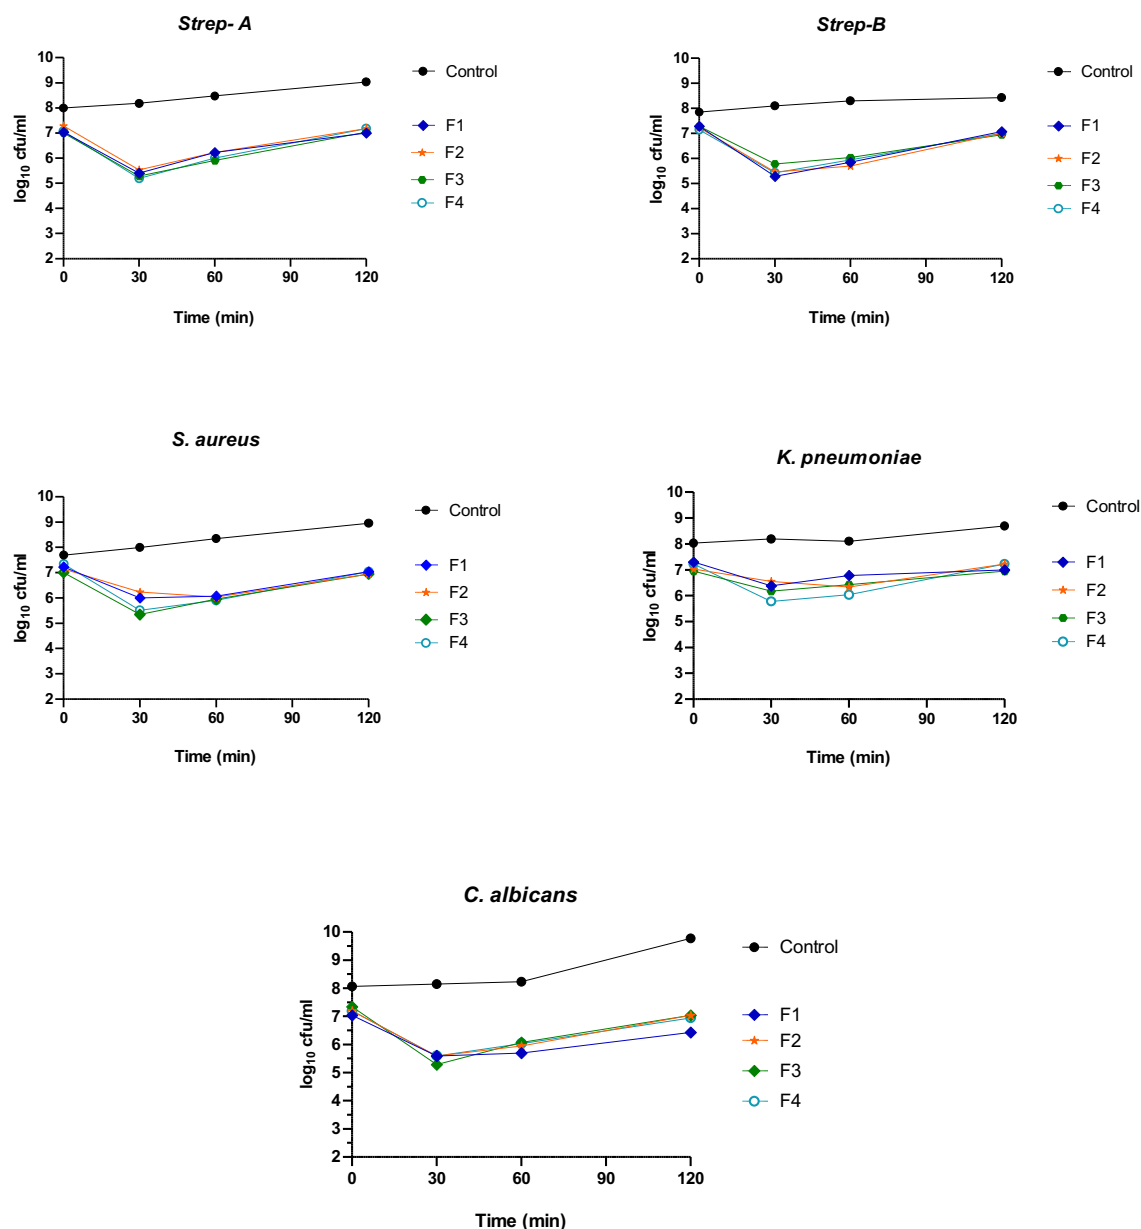 Strep- A
10
9
8
7
6
5
4
3
2
log10 cfu/ml
0 30 60 90 120
Time (min)
Control
F1
F2
F3
F4
Strep-B
10
9
8
7
6
5
4
3
2
log10 cfu/ml
0 30 60 90 120
Time (min)
Control
F1
F2
F3
F4
S. aureus
10
9
8
7
6
5
4
3
2
log10 cfu/ml
0 30 60 90 120
Time (min)
Control
F1
F2
F3
F4
K. pneumoniae
10
9
8
7
6
5
4
3
2
log10 cfu/ml
0 30 60 90 120
Time (min)
Control
F1
F2
F3
F4
C. albicans
10
9
8
7
6
5
4
3
2
log10 cfu/ml
0 30 60 90 120
Time (min)
Control
F1
F2
F3
F4